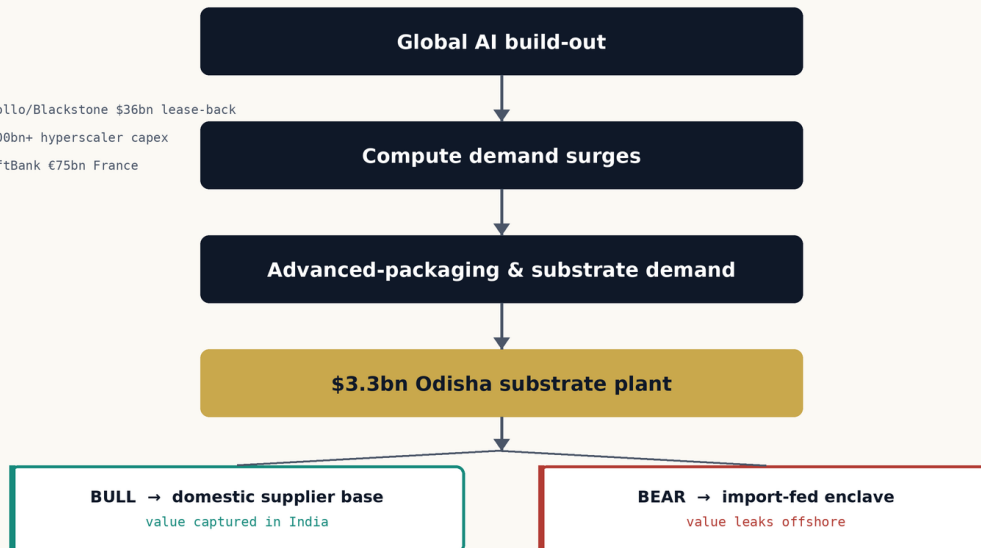 Global AI build-out
ollo/Blackstone $36bn lease-back
00bn+ hyperscaler capex
ftBank €75bn France
Compute demand surges
Advanced-packaging & substrate demand
$3.3bn Odisha substrate plant
BULL → domestic supplier base
value captured in India
BEAR → import-fed enclave
value leaks offshore